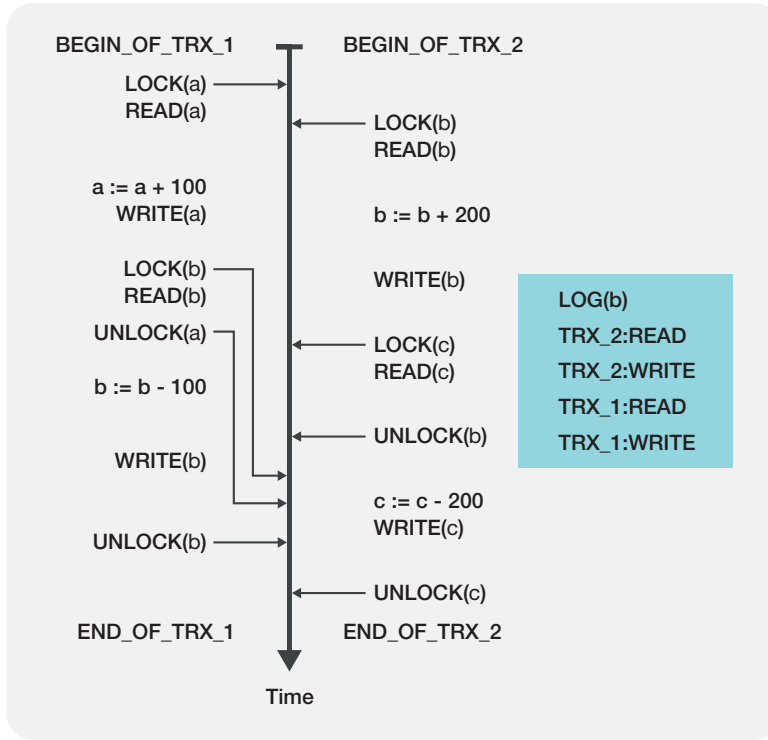 BEGIN_OF_TRX_1
LOCK(a)
READ(a)
a := a + 100
WRITE(a)
LOCK(b)
READ(b)
UNLOCK(a)
b := b - 100
WRITE(b)
UNLOCK(b)
END_OF_TRX_1
BEGIN_OF_TRX_2
LOCK(b)
READ(b)
b := b + 200
WRITE(b)
LOCK(c)
READ(c)
UNLOCK(b)
c := c - 200
WRITE(c)
UNLOCK(c)
END_OF_TRX_2
LOG(b)
TRX_2:READ
TRX_2:WRITE
TRX_1:READ
TRX_1:WRITE
Time